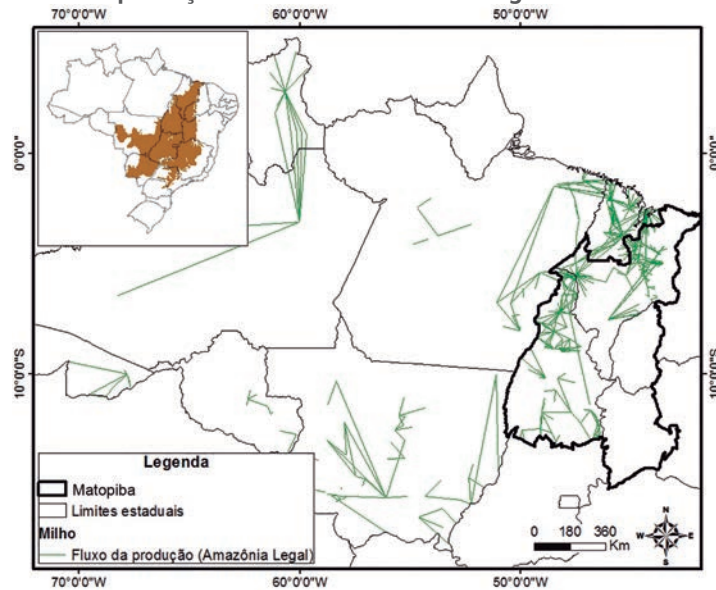 70°0'0"W 60°0'0"W 50°0'0"W
0°0'0" 0°0'0"
10°0'0"S 10°0'0"S
Legenda
Matopiba
Limites estaduais
Milho
Fluxo da produção (Amazônia Legal)
0 180 360
Km
N
W E
S
70°0'0"W 60°0'0"W 50°0'0"W